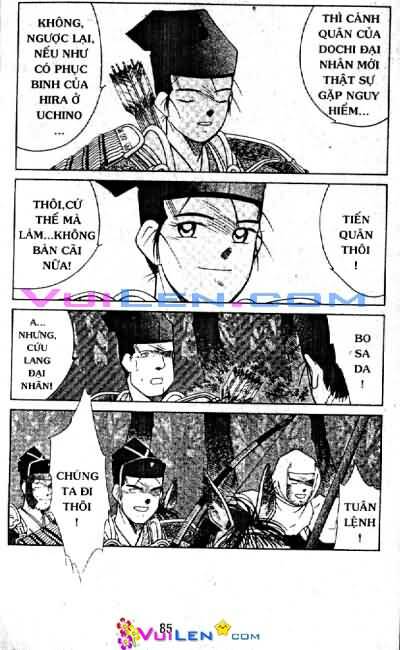 KHÔNG,
NGƯỢC LẠI,
NẾU NHƯ
CÓ PHỤC
BINH CỦA
HIRA Ở
UCHINO
...
THÌ CÁNH
QUÂN CỦA
DOCHI ĐẠI
NHÂN MỚI
THẬT SỰ
GẶP NGUY
HIỂM...
THÔI, CỨ
THẾ MÀ
LÀM...KHÔNG
BÀN CÃI
NỮA!
TIẾN
QUÂN
THÔI
!
VUILEN.COM
A...
NHƯNG, CỬU
LANG
ĐẠI
NHÂN!
BO
SA
DA
!
CHÚNG
TA ĐI
THÔI
!
TUÂN
LỆNH
!
85
VUILEN.COM